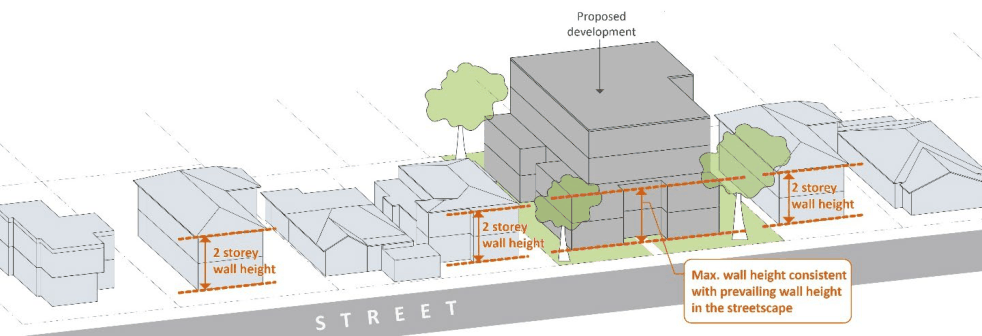 Proposed
development
2 storey
wall height
2 storey
wall height
2 storey
wall height
Max. wall height consistent
with prevailing wall height
in the streetscape
STREET